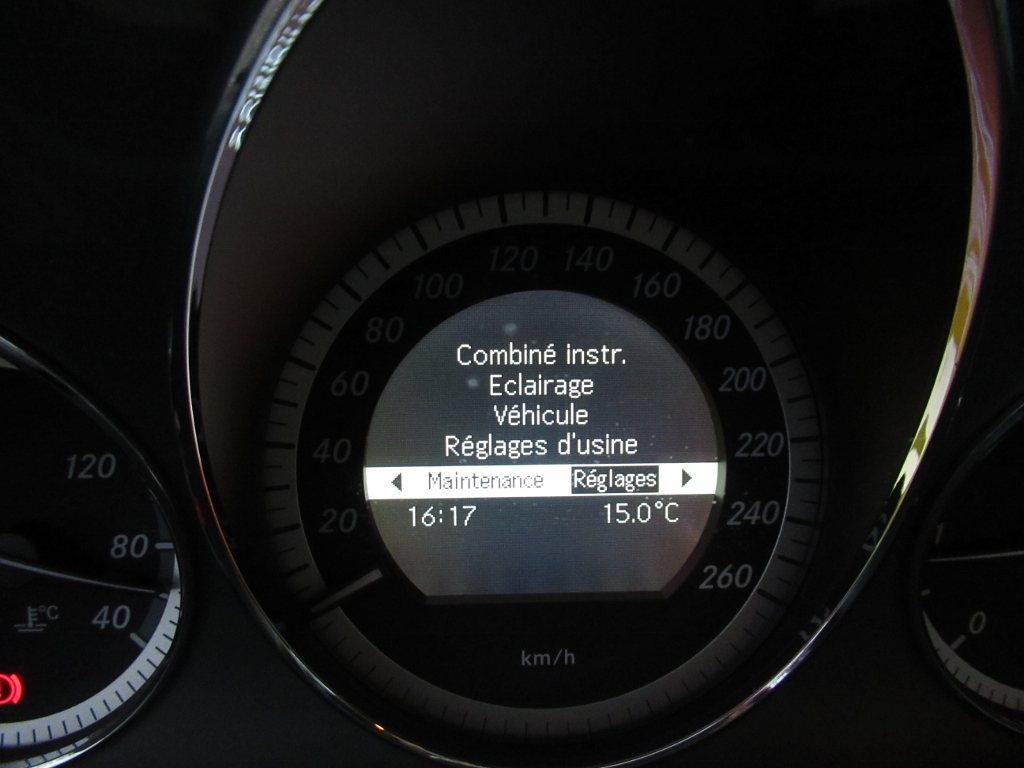 120 140
100 160
80 180
60 200
40 220
20 240
260
Combiné instr.
Eclairage
Véhicule
Réglages d'usine
Maintenance Réglages
16:17 15.0°C
km/h
120
80
40
°C
1
0